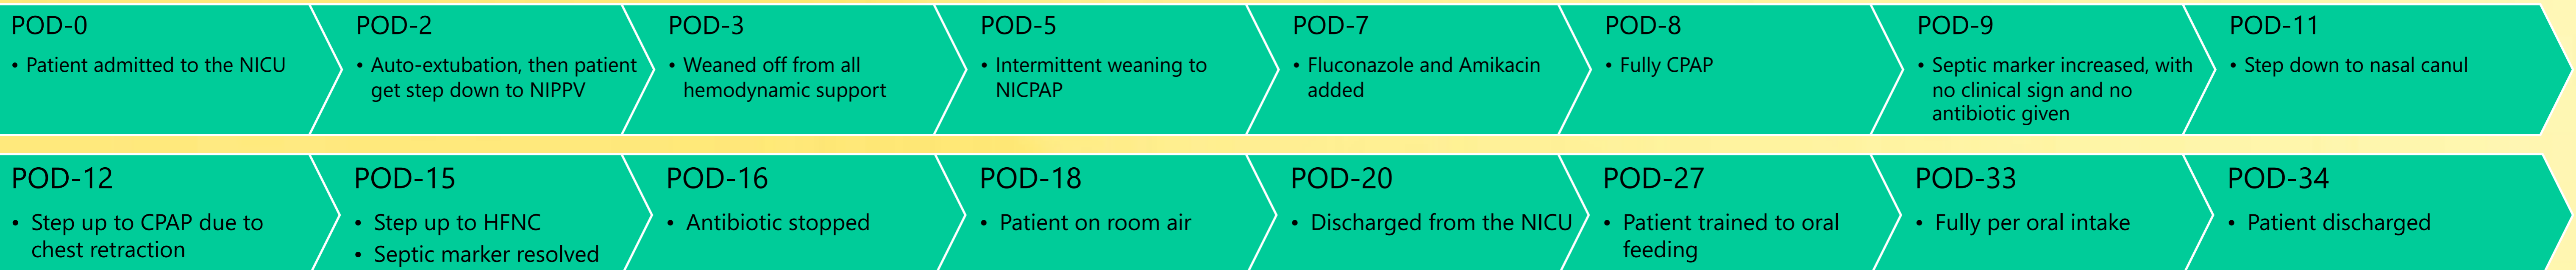 POD-0
• Patient admitted to the NICU
POD-2
• Auto-extubation, then patient
get step down to NIPPV
POD-3
• Weaned off from all
hemodynamic support
POD-5
• Intermittent weaning to
NICPAP
POD-7
• Fluconazole and Amikacin
added
POD-8
• Fully CPAP
POD-9
• Septic marker increased, with
no clinical sign and no
antibiotic given
POD-11
• Step down to nasal canul
POD-12
• Step up to CPAP due to
chest retraction
POD-15
• Step up to HFNC
• Septic marker resolved
POD-16
• Antibiotic stopped
POD-18
• Patient on room air
POD-20
• Discharged from the NICU
POD-27
• Patient trained to oral
feeding
POD-33
• Fully per oral intake
POD-34
• Patient discharged